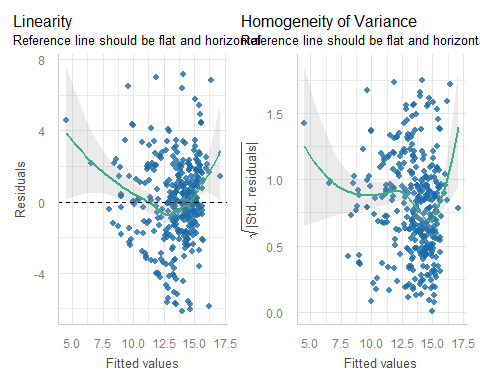 Linearity
Reference line should be flat and horizontal
Homogeneity of Variance
Reference line should be flat and horizont
8
4
0
-4
Residuals
5.0 7.5 10.0 12.5 15.0 17.5
Fitted values
1.5
1.0
0.5
0.0
√|Std. residuals|
5.0 7.5 10.0 12.5 15.0 17.5
Fitted values